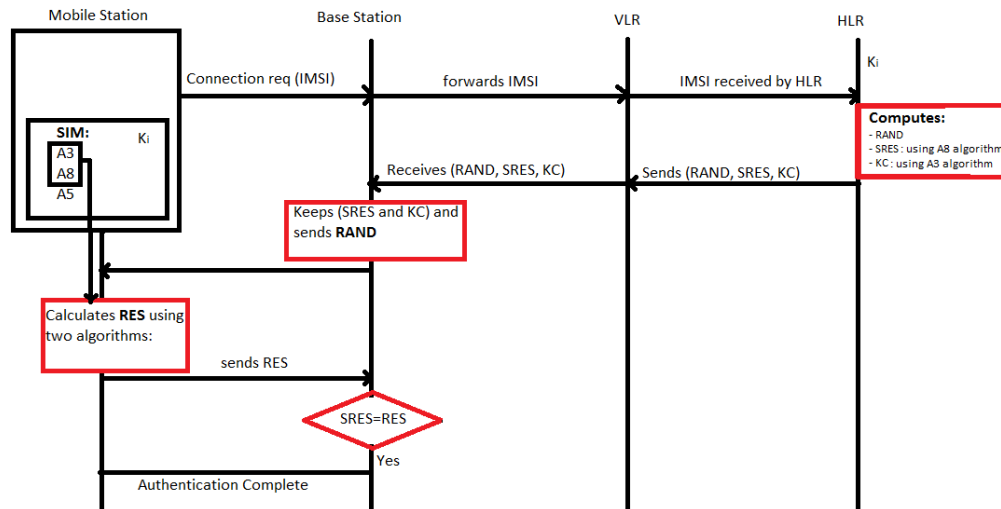 Mobile Station
Base Station
VLR
HLR
Ki
Connection req (IMSI)
forwards IMSI
IMSI received by HLR
SIM:
Ki
A3
A8
A5
Computes:
- RAND
- SRES: using A8 algorithm
- KC: using A3 algorithm
Receives (RAND, SRES, KC)
Sends (RAND, SRES, KC)
Keeps (SRES and KC) and
sends RAND
Calculates RES using
two algorithms:
sends RES
SRES=RES
Yes
Authentication Complete